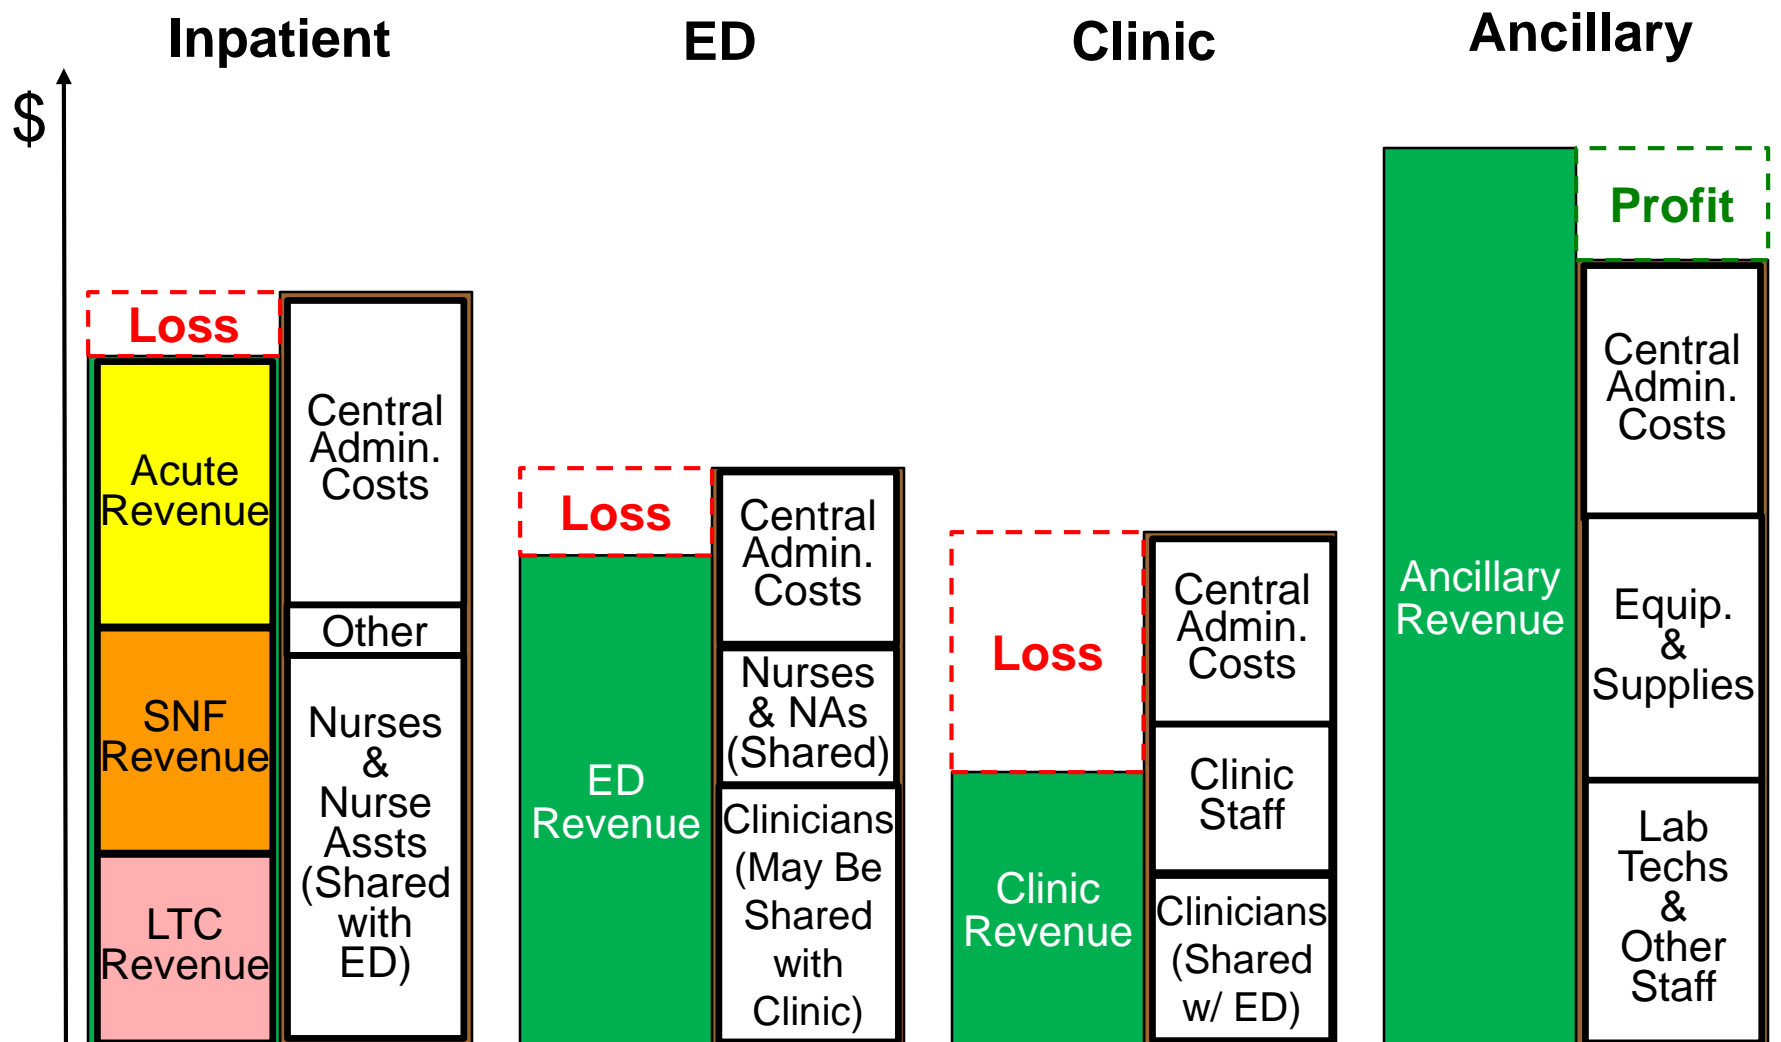 Inpatient
ED
Clinic
Ancillary
$
Loss
Acute
Revenue
SNF
Revenue
LTC
Revenue
Central
Admin.
Costs
Other
Nurses
&
Nurse
Assts
(Shared
with
ED)
Loss
ED
Revenue
Central
Admin.
Costs
Nurses
& NAs
(Shared)
Clinicians
(May Be
Shared
with
Clinic)
Loss
Clinic
Revenue
Central
Admin.
Costs
Clinic
Staff
Clinicians
(Shared
w/ ED)
Ancillary
Revenue
Profit
Central
Admin.
Costs
Equip.
&
Supplies
Lab
Techs
&
Other
Staff